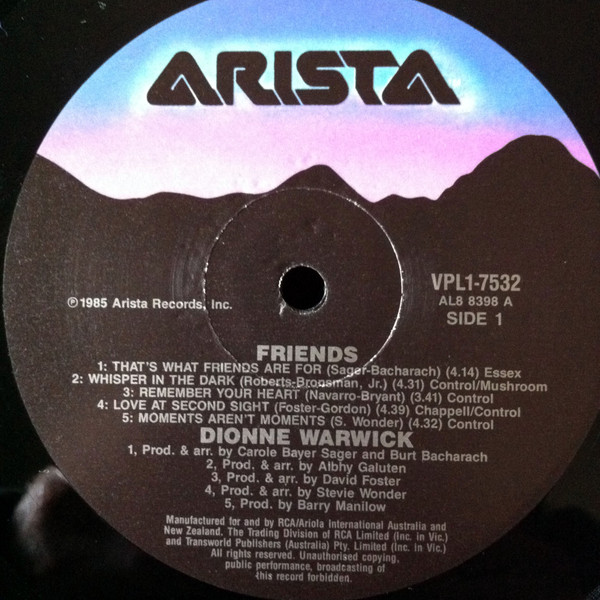 ARISTA
VPL1-7532
AL8 8398 A
SIDE 1
℗1985 Arista Records, Inc.
FRIENDS
1: THAT'S WHAT FRIENDS ARE FOR (Sager-Bacharach) (4.14) Essex
2: WHISPER IN THE DARK (Roberts-Brousman, Jr.) (4.31) Control/Mushroom
3: REMEMBER YOUR HEART (Navarro-Bryant) (3.41) Control
4: LOVE AT SECOND SIGHT (Foster-Gordon) (4.39) Chappell/Control
5: MOMENTS AREN'T MOMENTS (S. Wonder) (4.32) Control
DIONNE WARWICK
1, Prod. & arr. by Carole Bayer Sager and Burt Bacharach
2, Prod. & arr. by Albhy Galuten
3, Prod. & arr. by David Foster
4, Prod. & arr. by Stevie Wonder
5, Prod. by Barry Manilow
Manufactured for and by RCA/Ariola International Australia and
New Zealand, The Trading Division of RCA Limited (Inc. in Vic.)
and Transworld Publishers (Australia) Pty. Limited (Inc. in Vic.)
All rights reserved. Unauthorised copying,
public performance, broadcasting of
this record forbidden.